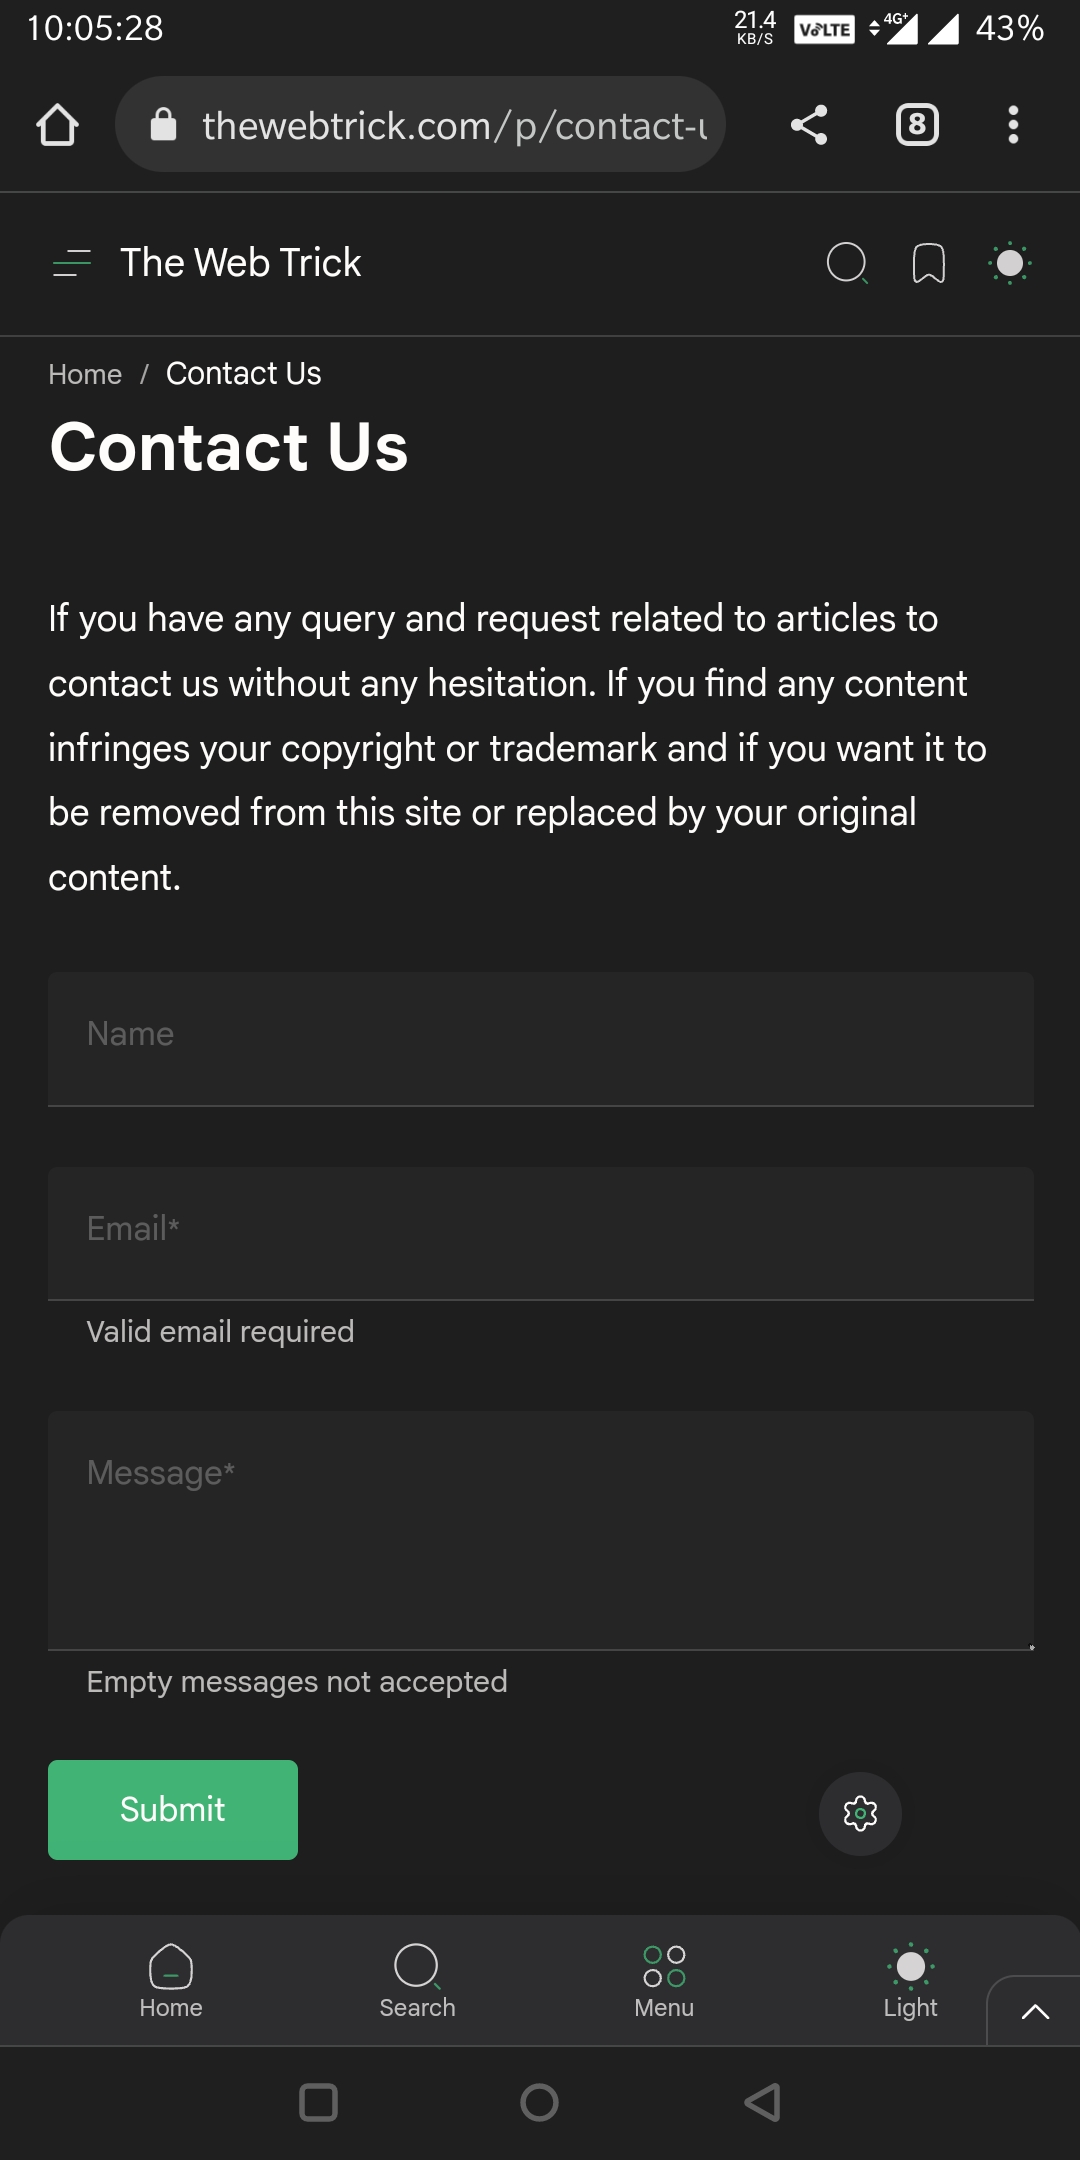 10:05:28 21.4 KB/S VoLTE 4G+ 43%
thewebtrick.com/p/contact-u 8
The Web Trick
Home / Contact Us
Contact Us
If you have any query and request related to articles to
contact us without any hesitation. If you find any content
infringes your copyright or trademark and if you want it to
be removed from this site or replaced by your original
content.
Name
Email*
Valid email required
Message*
Empty messages not accepted
Submit
Home Search Menu Light